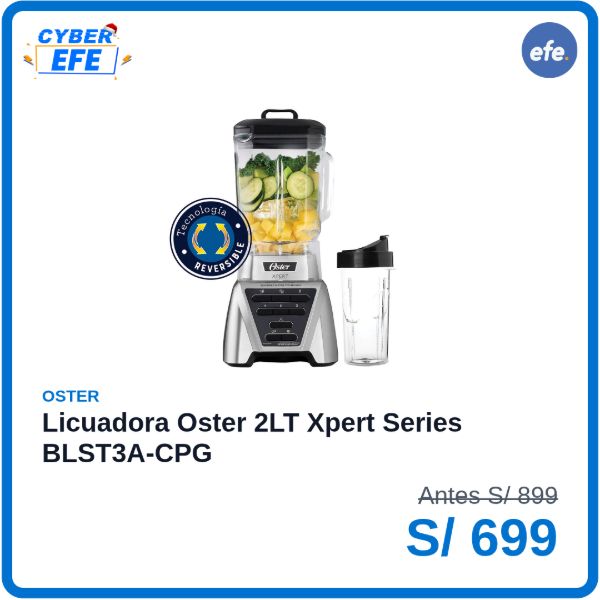 CYBER
EFE
efe.
Tecnología
REVERSIBLE
Oster
XPERT
OSTER
Licuadora Oster 2LT Xpert Series
BLST3A-CPG
Antes S/ 899
S/ 699